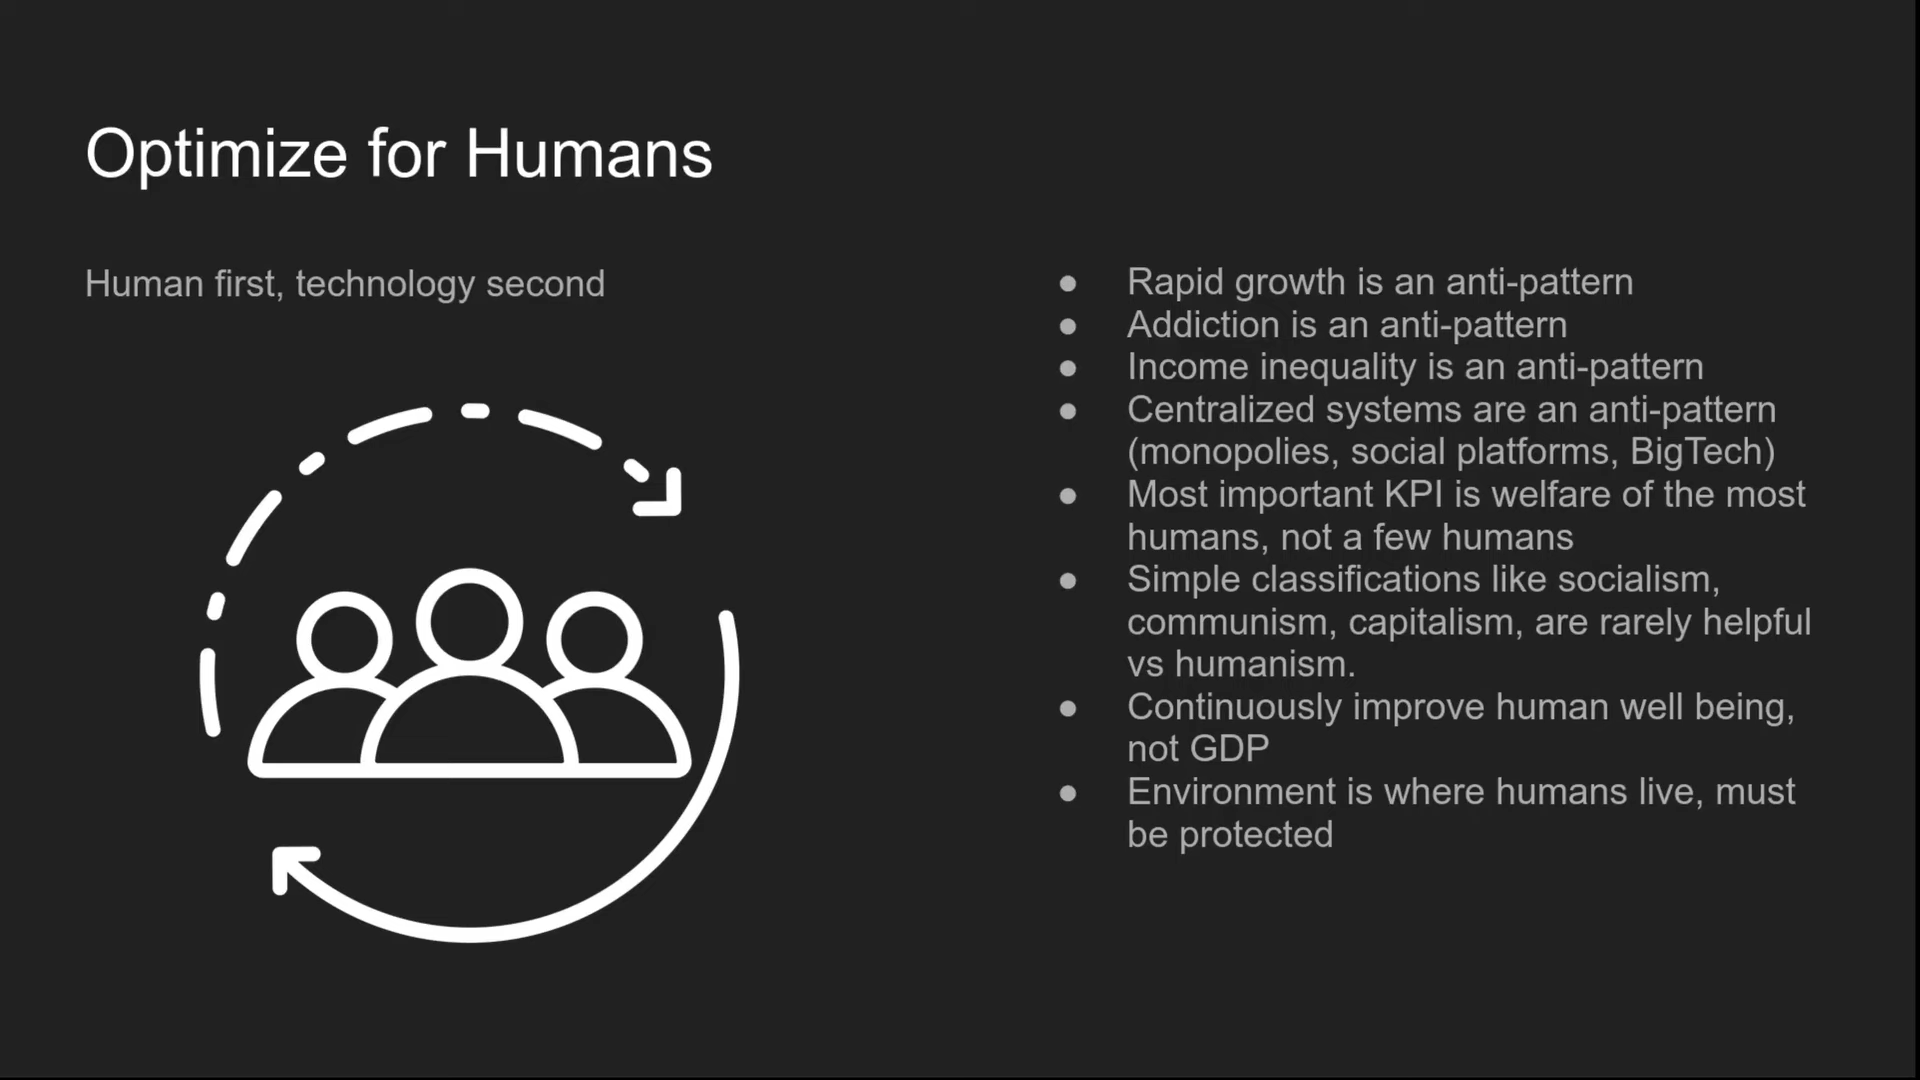 Optimize for Humans
Human first, technology second
● Rapid growth is an anti-pattern
● Addiction is an anti-pattern
● Income inequality is an anti-pattern
● Centralized systems are an anti-pattern
(monopolies, social platforms, BigTech)
● Most important KPI is welfare of the most
humans, not a few humans
● Simple classifications like socialism,
communism, capitalism, are rarely helpful
vs humanism.
● Continuously improve human well being,
not GDP
● Environment is where humans live, must
be protected